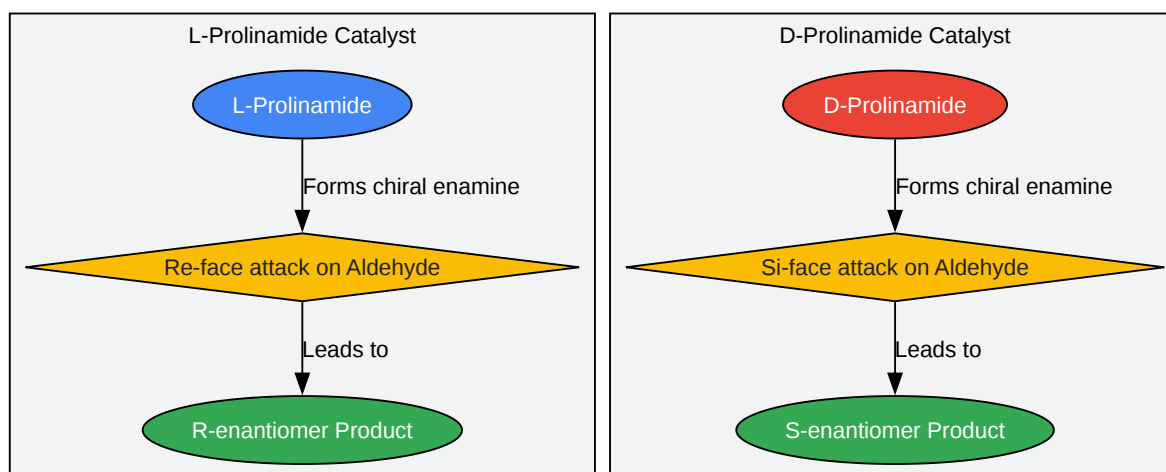 L-Prolinamide Catalyst
L-Prolinamide
Forms chiral enamine
Re-face attack on Aldehyde
Leads to
R-enantiomer Product
D-Prolinamide Catalyst
D-Prolinamide
Forms chiral enamine
Si-face attack on Aldehyde
Leads to
S-enantiomer Product